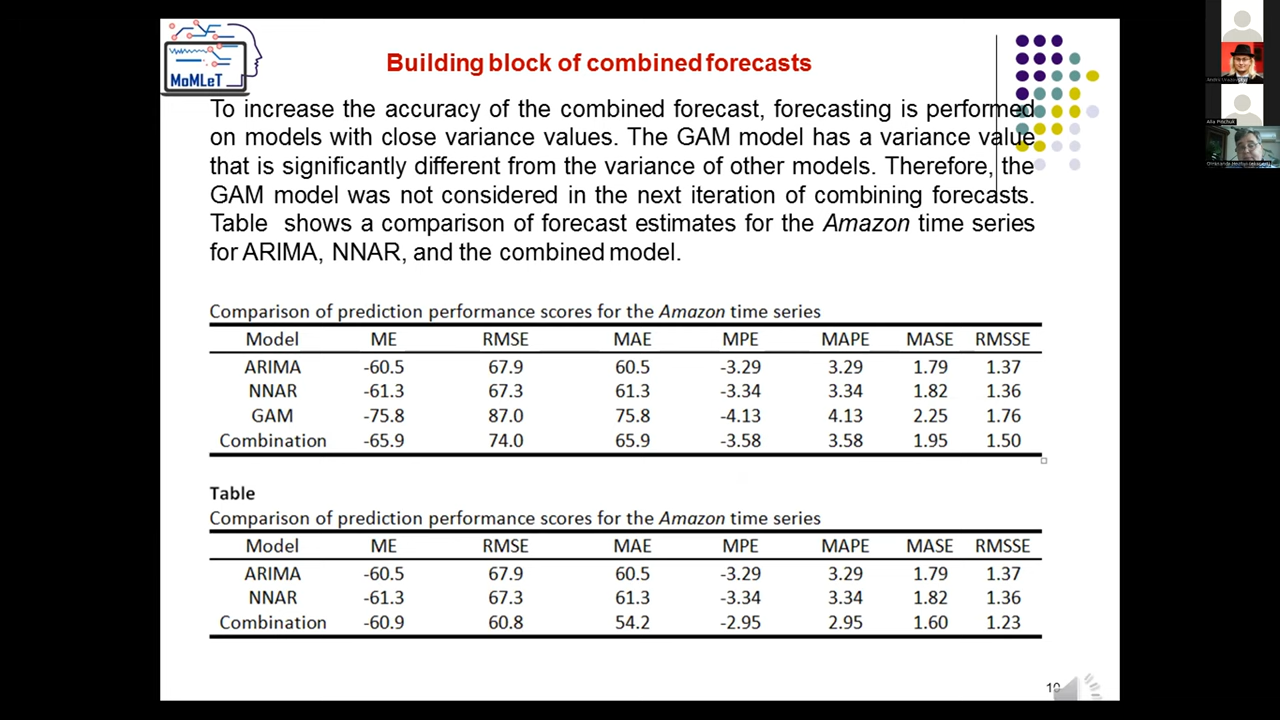 MoMLeT
Building block of combined forecasts
To increase the accuracy of the combined forecast, forecasting is performed
on models with close variance values. The GAM model has a variance value
that is significantly different from the variance of other models. Therefore, the
GAM model was not considered in the next iteration of combining forecasts.
Table shows a comparison of forecast estimates for the Amazon time series
for ARIMA, NNAR, and the combined model.
Comparison of prediction performance scores for the Amazon time series
Model ME RMSE MAE MPE MAPE MASE RMSSE
ARIMA -60.5 67.9 60.5 -3.29 3.29 1.79 1.37
NNAR -61.3 67.3 61.3 -3.34 3.34 1.82 1.36
GAM -75.8 87.0 75.8 -4.13 4.13 2.25 1.76
Combination -65.9 74.0 65.9 -3.58 3.58 1.95 1.50
Table
Comparison of prediction performance scores for the Amazon time series
Model ME RMSE MAE MPE MAPE MASE RMSSE
ARIMA -60.5 67.9 60.5 -3.29 3.29 1.79 1.37
NNAR -61.3 67.3 61.3 -3.34 3.34 1.82 1.36
Combination -60.9 60.8 54.2 -2.95 2.95 1.60 1.23